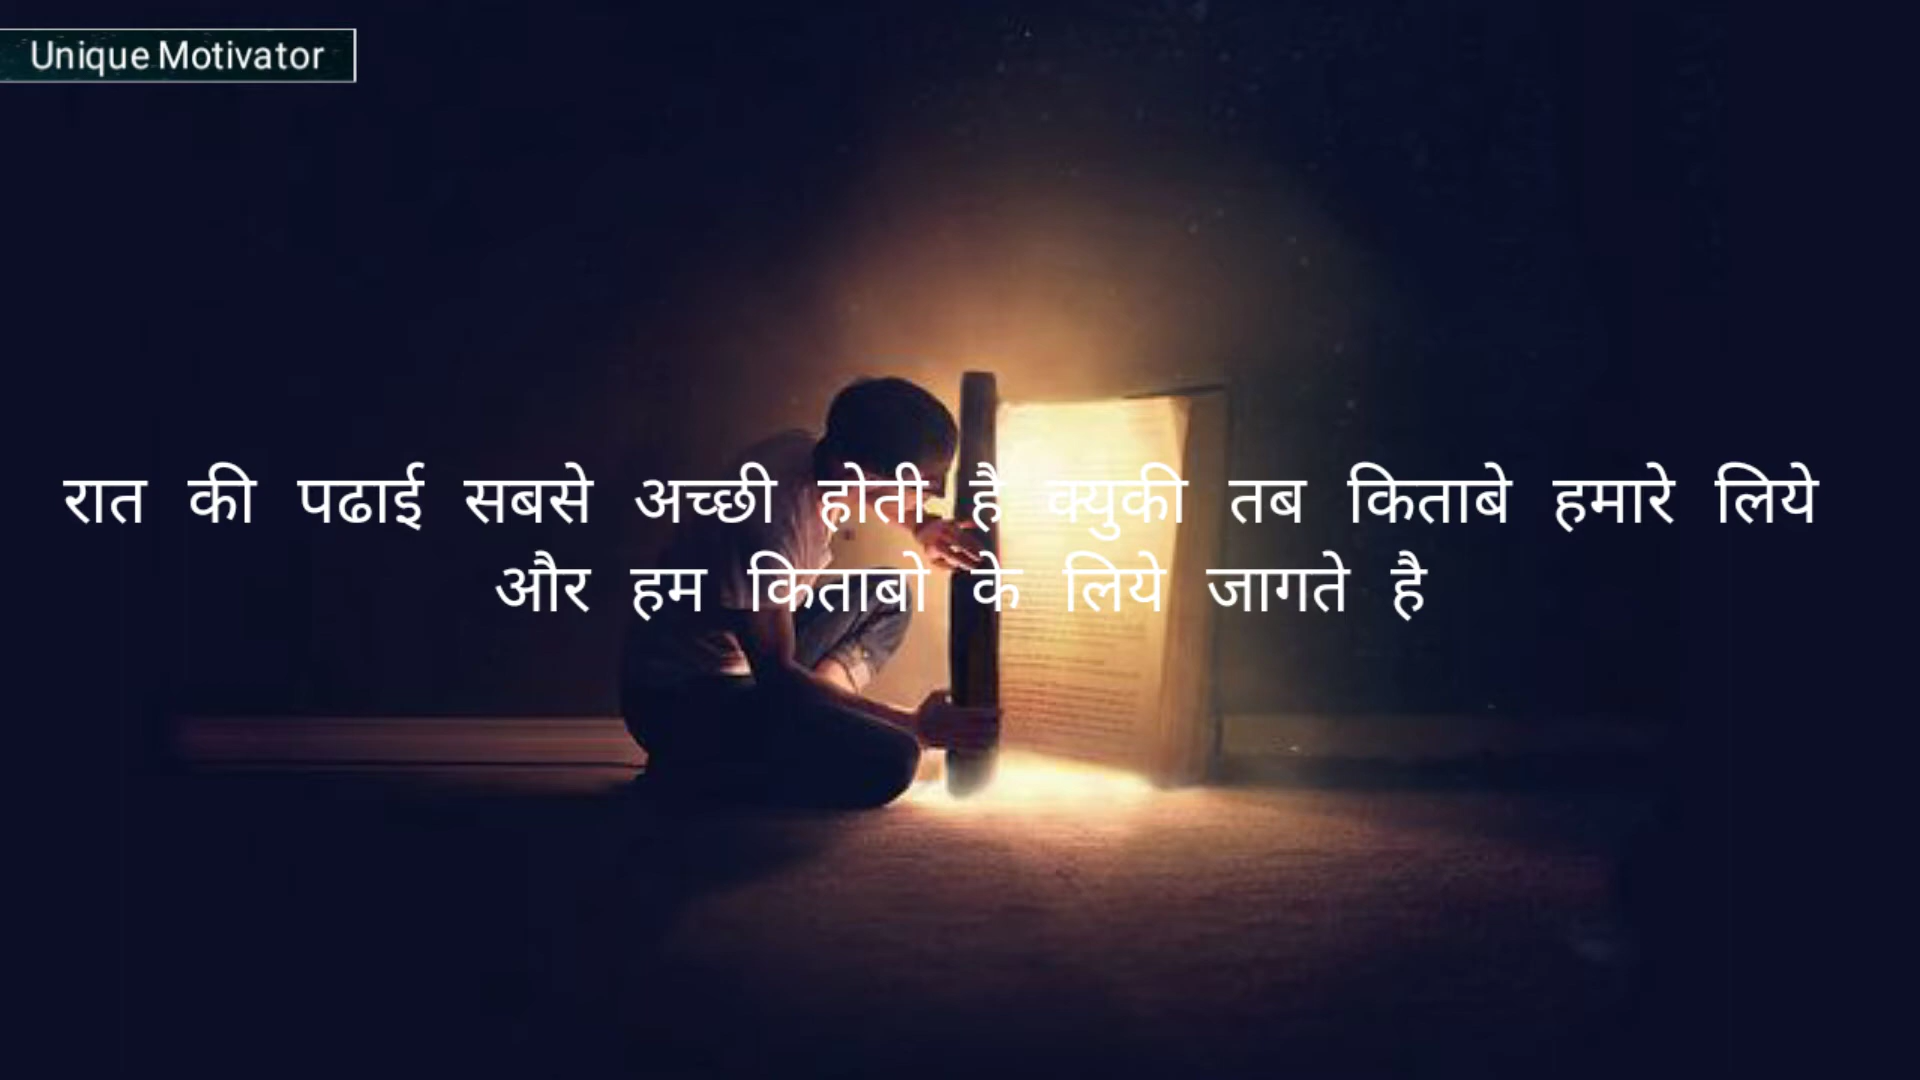 Unique Motivator
रात की पढाई सबसे अच्छी होती है क्युकी तब किताबे हमारे लिये
और हम किताबो के लिये जागते है